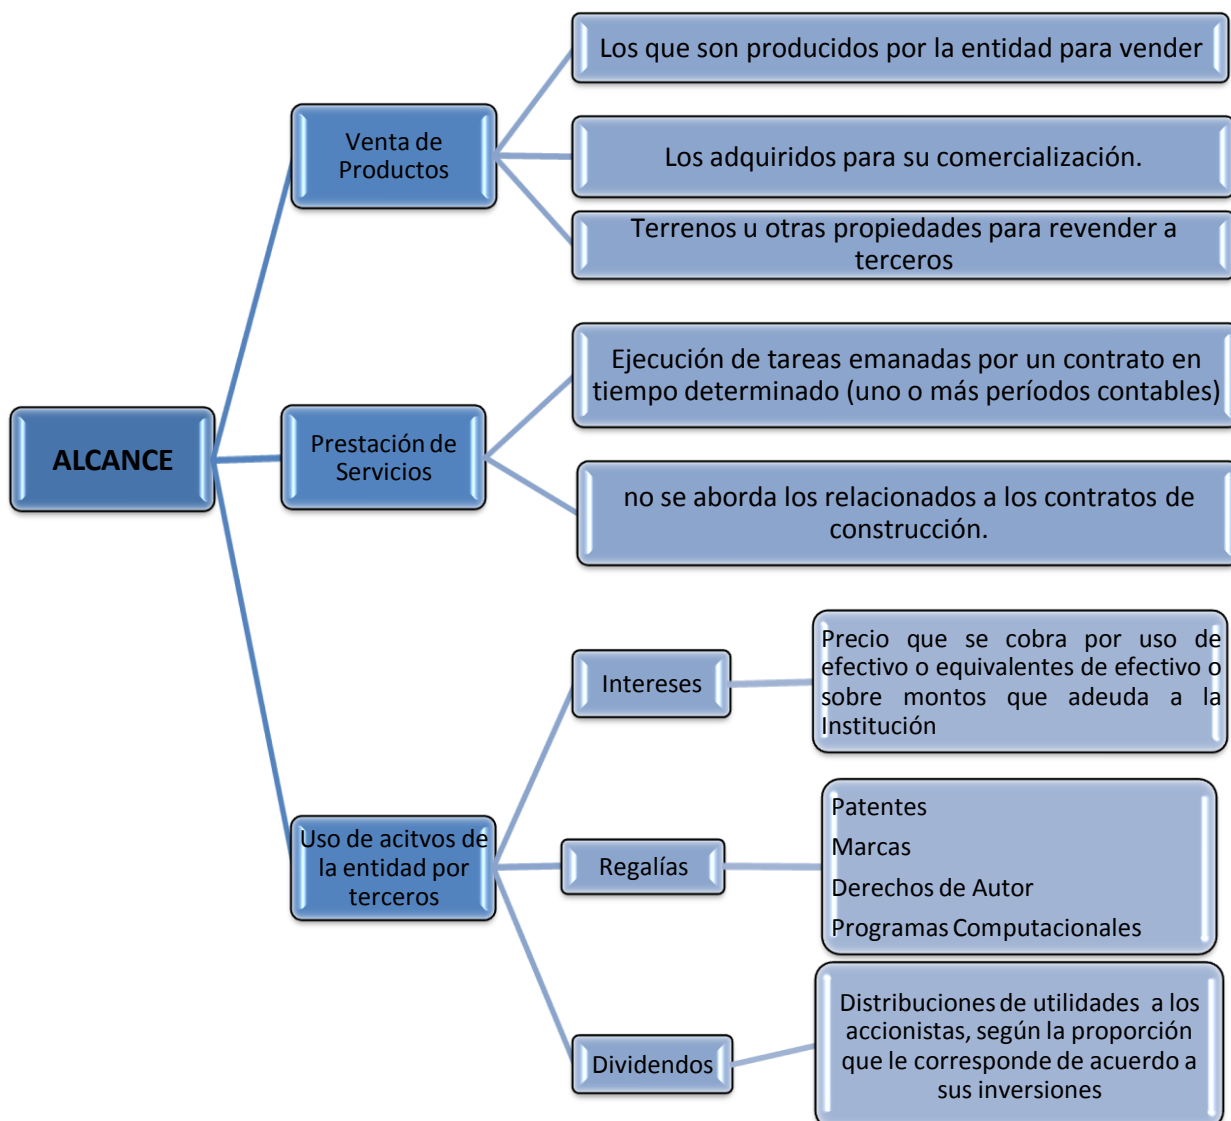 ALCANCE
Venta de
Productos
Los que son producidos por la entidad para vender
Los adquiridos para su comercialización.
Terrenos u otras propiedades para revender a
terceros
Prestación de
Servicios
Ejecución de tareas emanadas por un contrato en
tiempo determinado (uno o más períodos contables)
no se aborda los relacionados a los contratos de
construcción.
Uso de acitvos de
la entidad por
terceros
Intereses
Precio que se cobra por uso de
efectivo o equivalentes de efectivo o
sobre montos que adeuda a la
Institución
Regalías
Patentes
Marcas
Derechos de Autor
Programas Computacionales
Dividendos
Distribuciones de utilidades a los
accionistas, según la proporción
que le corresponde de acuerdo a
sus inversiones